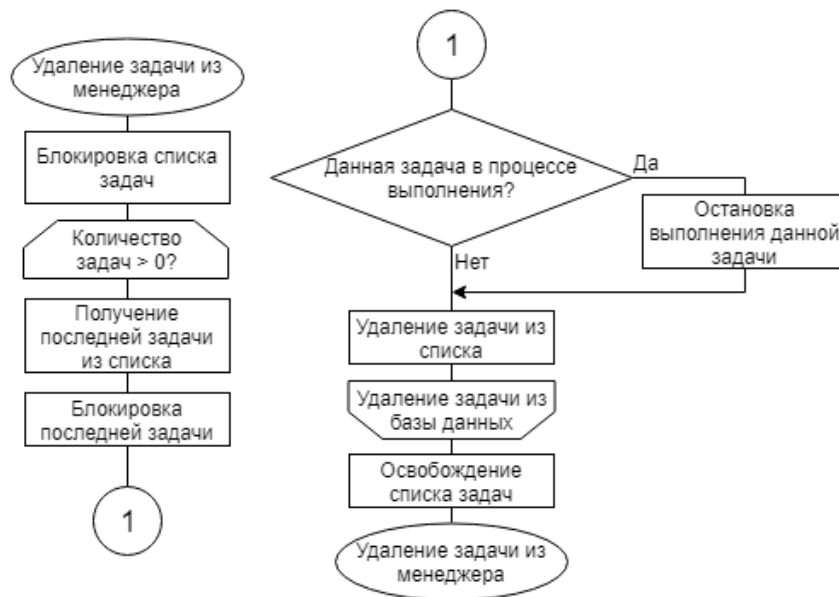 Удаление задачи из
менеджера
Блокировка списка
задач
Количество
задач > 0?
Получение
последней задачи
из списка
Блокировка
последней задачи
1
1
Данная задача в процессе
выполнения?
Да
Остановка
выполнения данной
задачи
Нет
Удаление задачи из
списка
Удаление задачи из
базы данных
Освобождение
списка задач
Удаление задачи из
менеджера